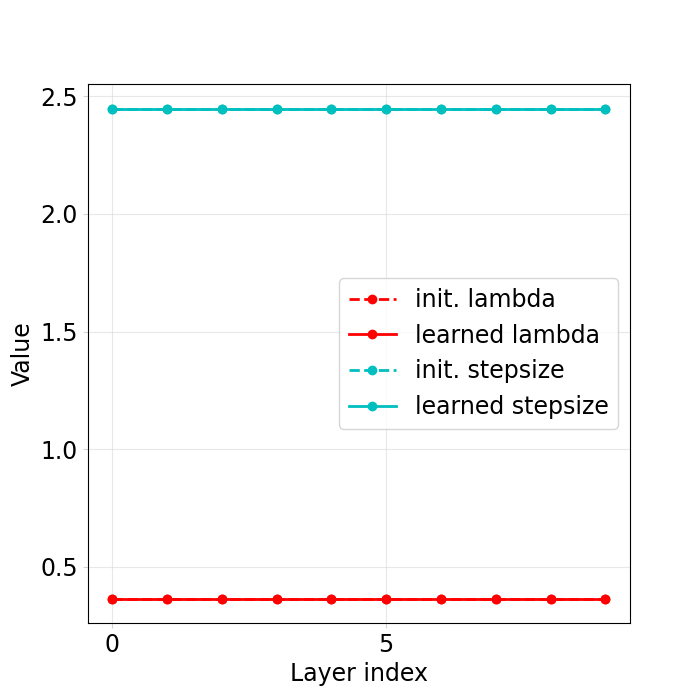 2.5
2.0
1.5
1.0
0.5
Value
init. lambda
learned lambda
init. stepsize
learned stepsize
0
5
Layer index